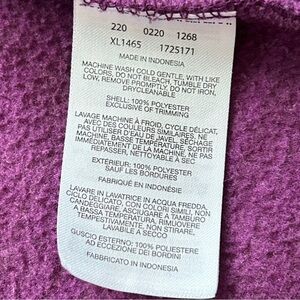 220 0220 1268
XL1465 1725171
MADE IN INDONESIA
MACHINE WASH COLD GENTLE, WITH LIKE
COLORS, DO NOT BLEACH, TUMBLE DRY
LOW, REMOVE PROMPTLY, DO NOT IRON,
DRYCLEANABLE
SHELL: 100% POLYESTER
EXCLUSIVE OF TRIMMING
LAVAGE MACHINE À FROID, CYCLE DÉLICAT,
AVEC DES COULEURS SIMILAIRES, NE
PAS UTILISER D'EAU DE JAVEL, SÉCHAGE
MACHINE, BASSE TEMPÉRATURE, SORTIR
IMMÉDIATEMENT DE LA MACHINE, NE PAS
REPASSER, NETTOYABLE À SEC
EXTÉRIEUR: 100% POLYESTER
SAUF LES BORDURES
FABRIQUÉ EN INDONÉSIE
LAVARE IN LAVATRICE IN ACQUA FREDDA,
CICLO DELICATO, CON COLORI SIMILI, NON
CANDEGGIARE, ASCIUGARE A TAMBURO
A BASSA TEMPERATURA, RIMUOVERE
TEMPESTIVAMENTE, NON STIRARE,
LAVABILE A SECCO
GUSCIO ESTERNO: 100% POLIESTERE
AD ECCEZIONE DEI BORDINI
FABBRICATO IN INDONESIA